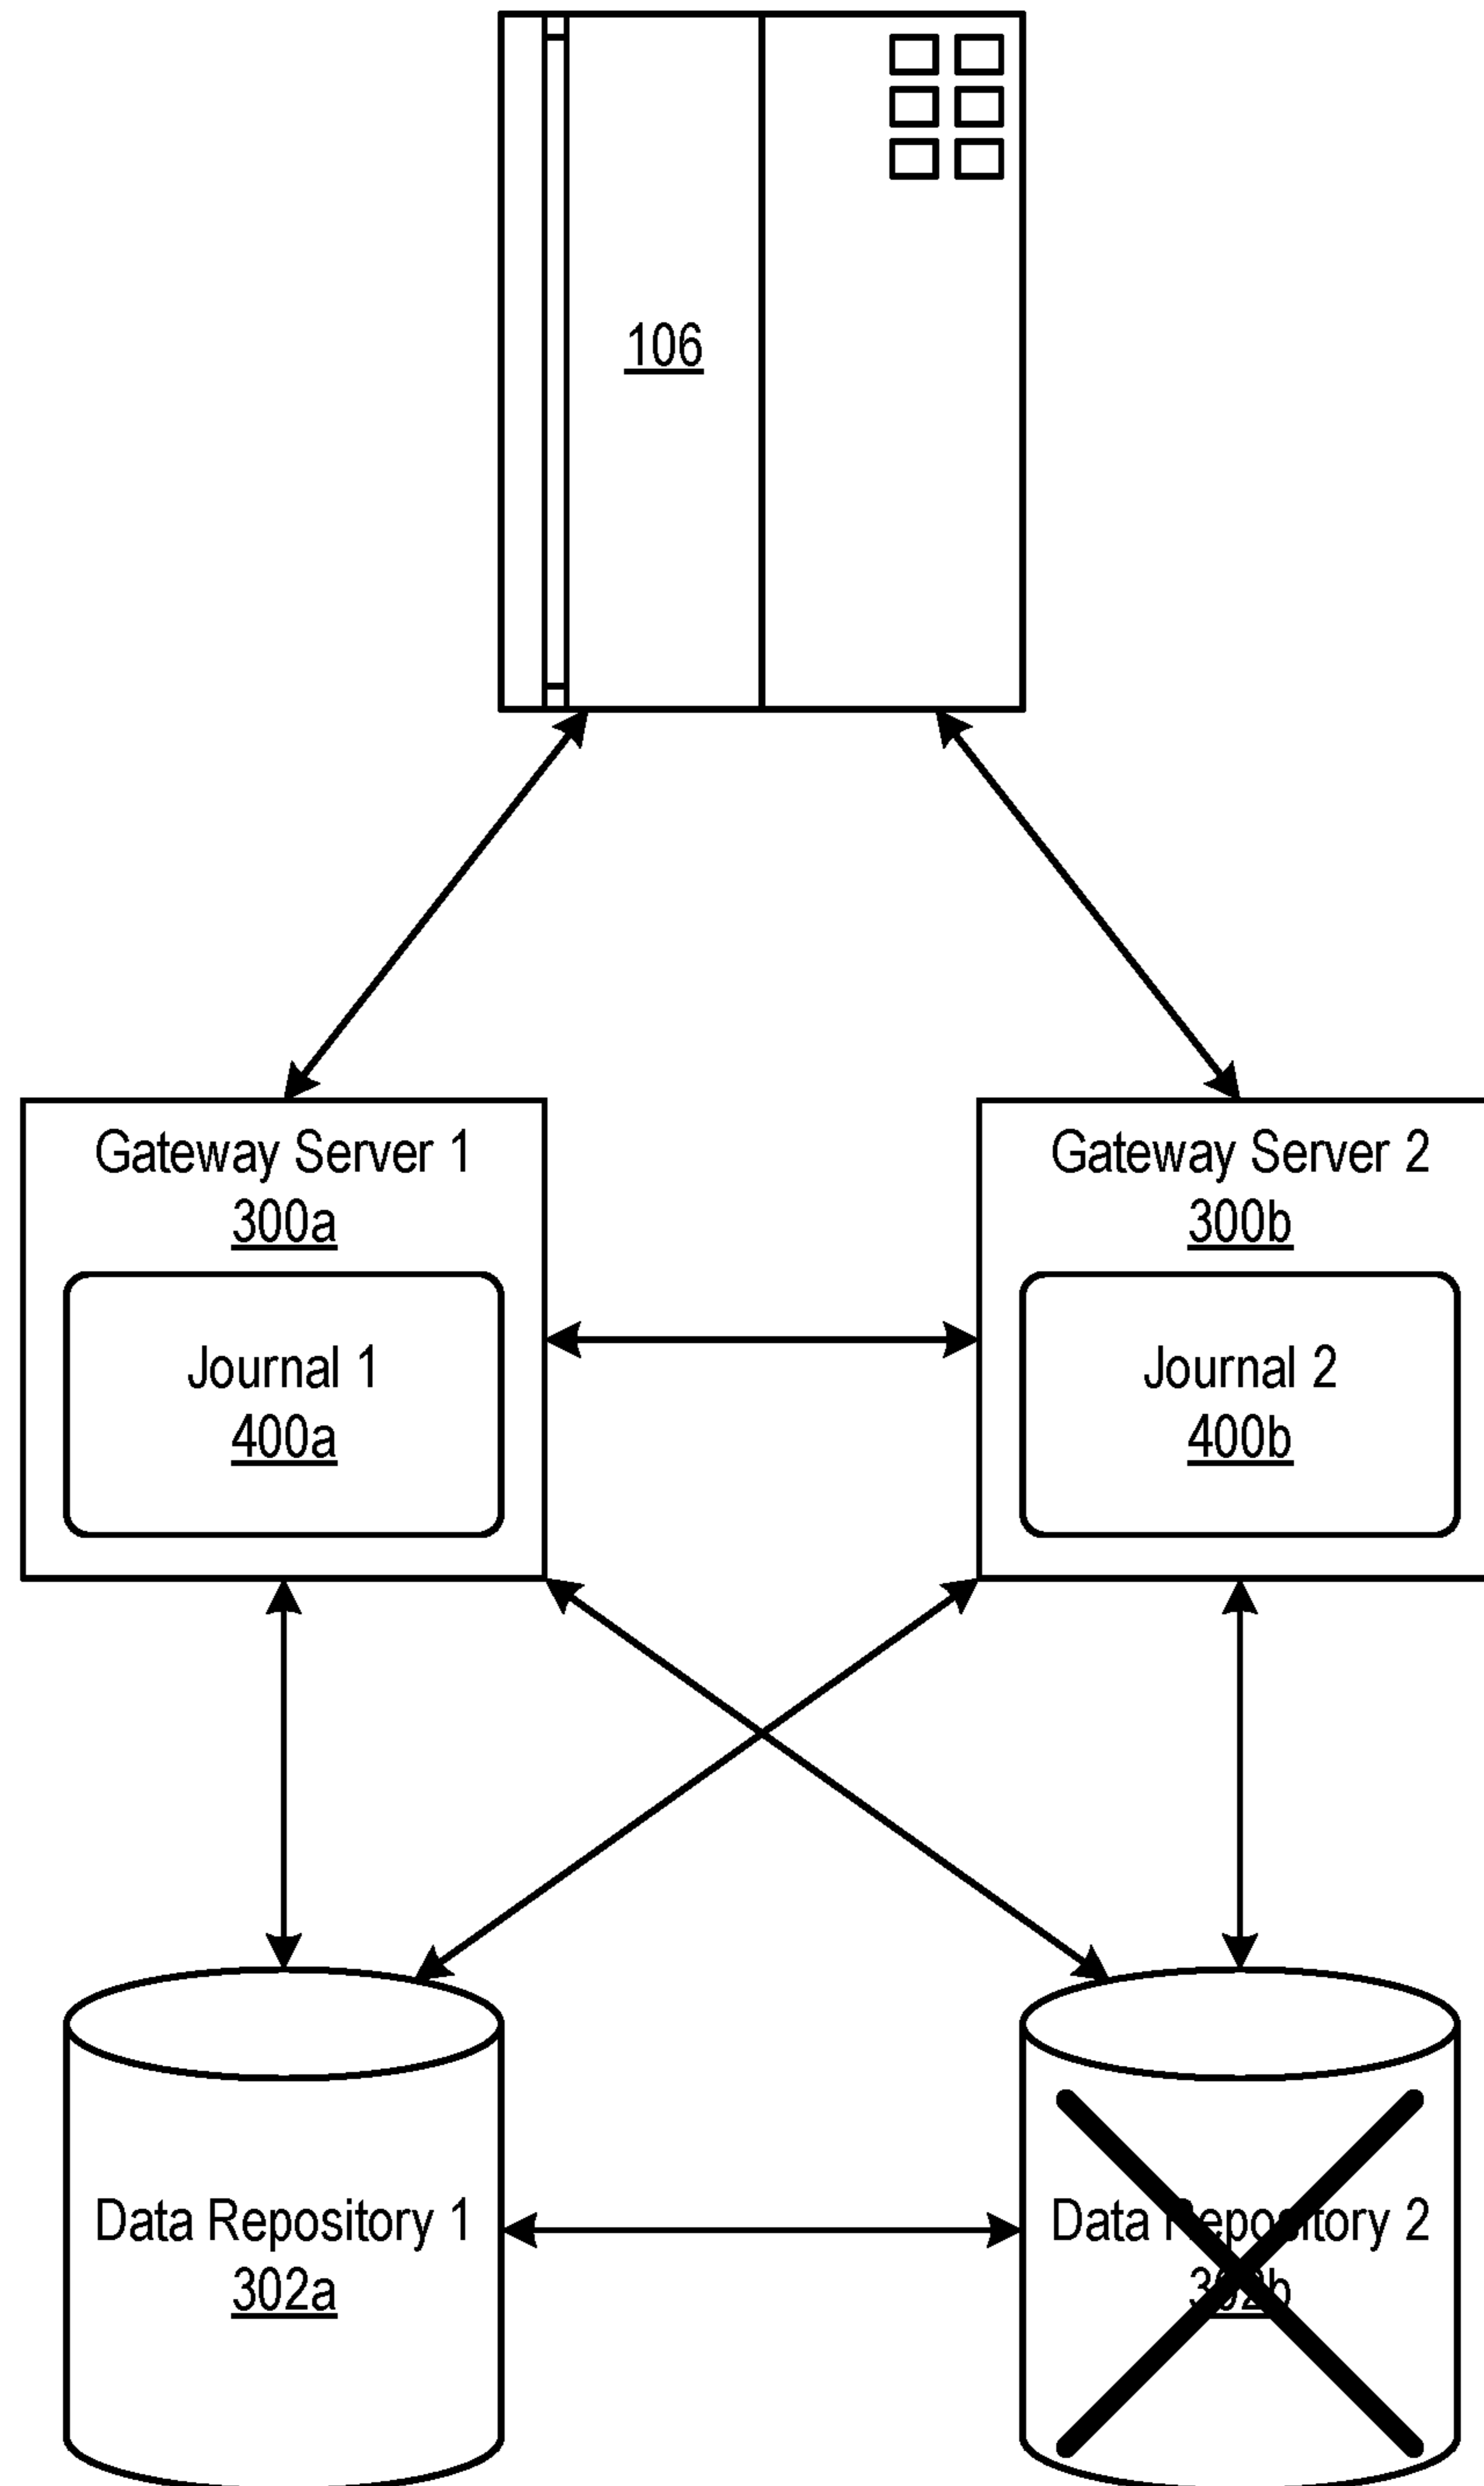 106
Gateway Server 1
300a
Gateway Server 2
300b
Journal 1
400a
Journal 2
400b
Data Repository 1
302a
Data Repository 2
302b